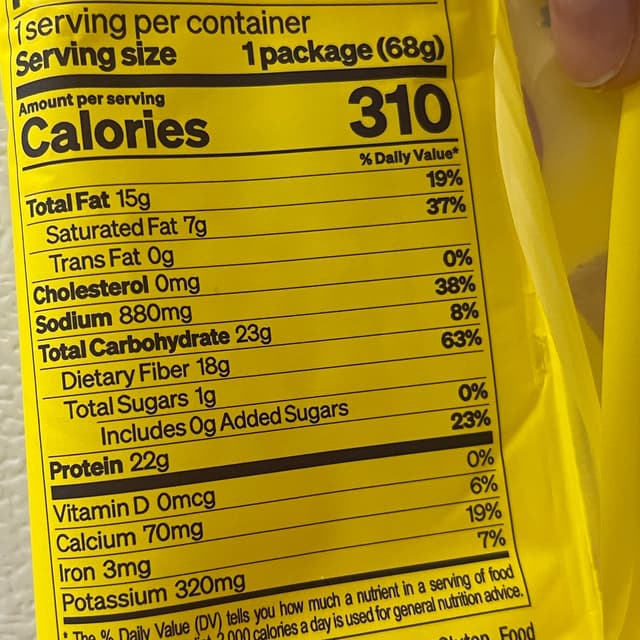 1 serving per container
Serving size 1 package (68g)
Amount per serving
Calories 310
% Daily Value*
Total Fat 15g 19%
Saturated Fat 7g 37%
Trans Fat 0g
Cholesterol 0mg 0%
Sodium 880mg 38%
Total Carbohydrate 23g 8%
Dietary Fiber 18g 63%
Total Sugars 1g
Includes 0g Added Sugars 0%
Protein 22g 23%
Vitamin D 0mcg 0%
Calcium 70mg 6%
Iron 3mg 19%
Potassium 320mg 7%
* The % Daily Value (DV) tells you how much a nutrient in a serving of food
2,000 calories a day is used for general nutrition advice.
Food